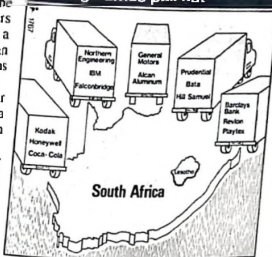 Northern
Engineering
IBM
Falconbridge
General
Motors
Alcan
Aluminum
Prudential
Bata
Hill Samuel
Barclays
Bank
Revlon
Playtex
Kodak
Honeywell
Coca-Cola
Lesotho
South Africa